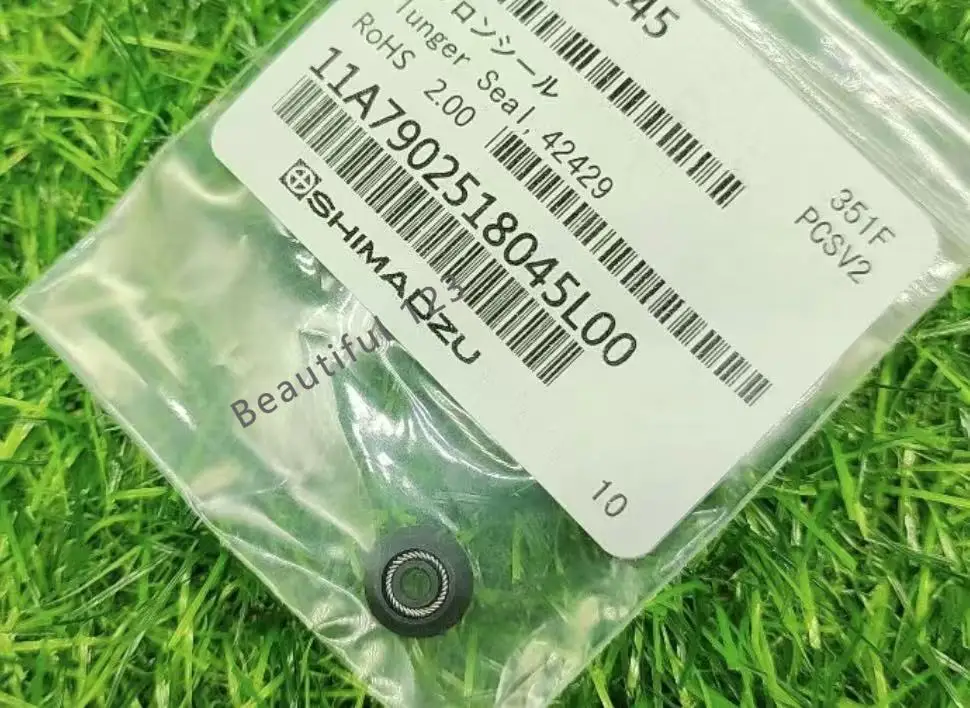 245
ロンシール
lunger Seal,42429
RoHS 2.00
11A7902518045L00
SHIMADZU
351F
PCSV2
10
Beautiful